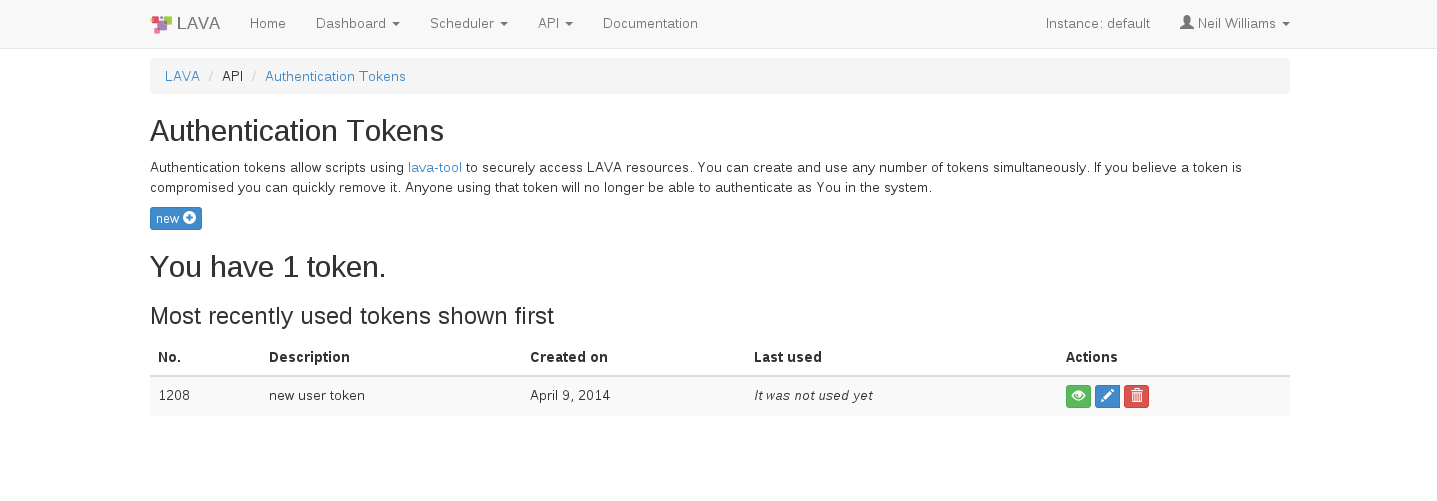 LAVA Home Dashboard Scheduler API Documentation Instance: default Neil Williams
LAVA / API / Authentication Tokens
Authentication Tokens
Authentication tokens allow scripts using lava-tool to securely access LAVA resources. You can create and use any number of tokens simultaneously. If you believe a token is
compromised you can quickly remove it. Anyone using that token will no longer be able to authenticate as You in the system.
new
You have 1 token.
Most recently used tokens shown first
No. Description Created on Last used Actions
1208 new user token April 9, 2014 It was not used yet